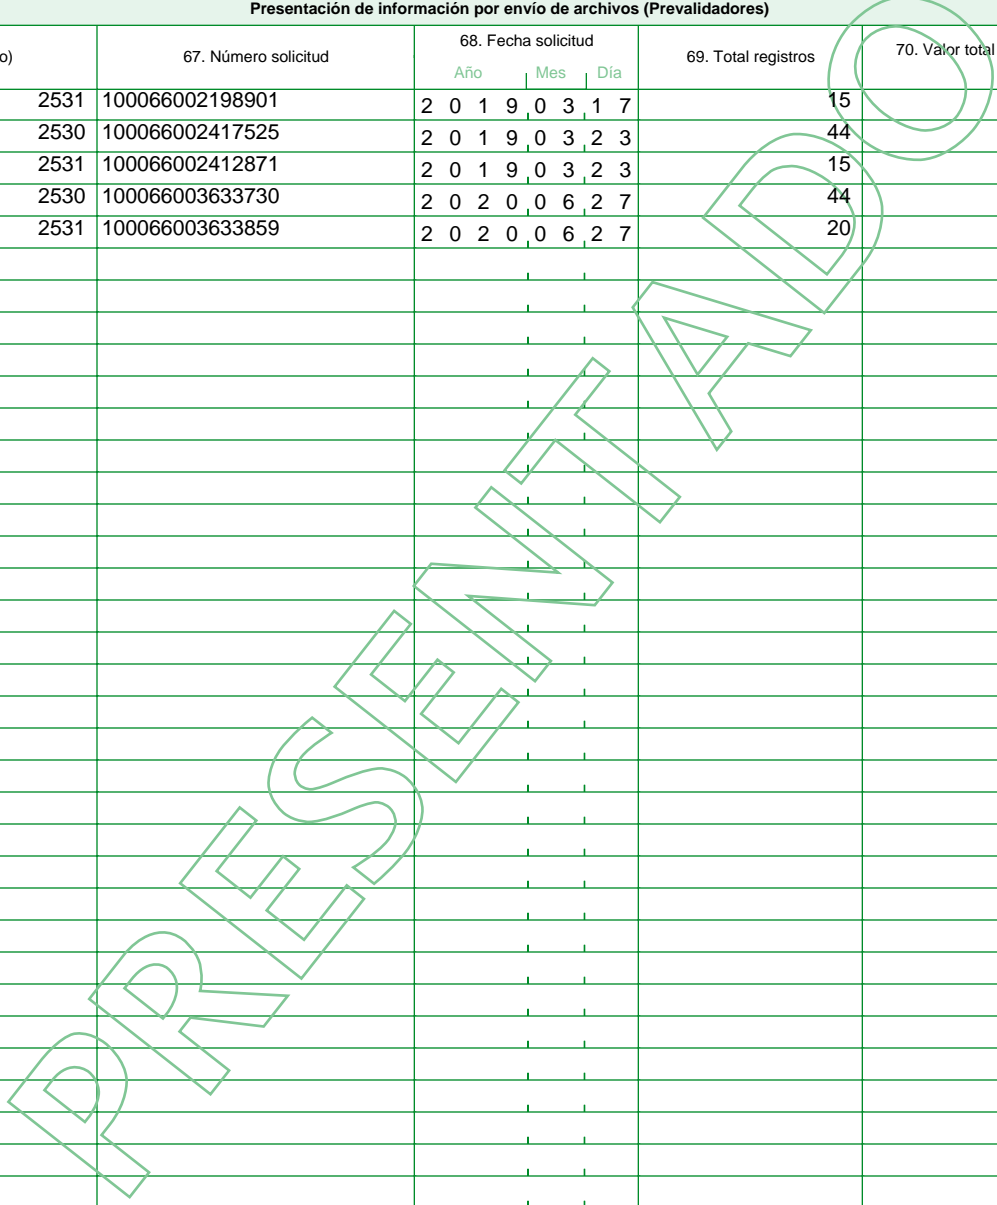 Presentación de información por envío de archivos (Prevalidadores)
o) 67. Número solicitud 68. Fecha solicitud 69. Total registros 70. Valor total
Año Mes Día
2531 100066002198901 2 0 1 9 0 3 1 7 15
2530 100066002417525 2 0 1 9 0 3 2 3 44
2531 100066002412871 2 0 1 9 0 3 2 3 15
2530 100066003633730 2 0 2 0 0 6 2 7 44
2531 100066003633859 2 0 2 0 0 6 2 7 20
PRESENTADO